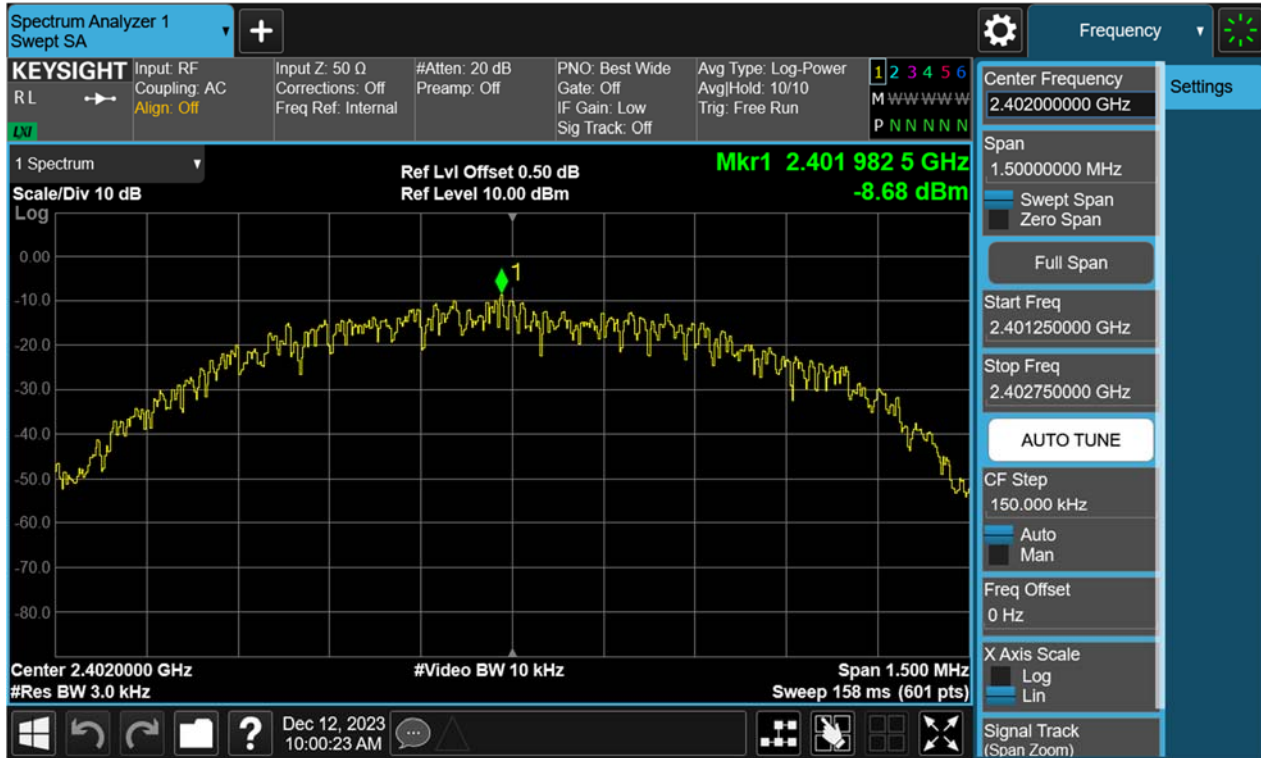 Spectrum Analyzer 1
Swept SA
+
Frequency
KEYSIGHT
RL
LXI
Input: RF
Coupling: AC
Align: Off
Input Z: 50 Ω
Corrections: Off
Freq Ref: Internal
#Atten: 20 dB
Preamp: Off
PNO: Best Wide
Gate: Off
IF Gain: Low
Sig Track: Off
Avg Type: Log-Power
Avg|Hold: 10/10
Trig: Free Run
1 2 3 4 5 6
M W W W W W
P N N N N N
1 Spectrum
Scale/Div 10 dB
Ref Lvl Offset 0.50 dB
Ref Level 10.00 dBm
Mkr1 2.401 982 5 GHz
-8.68 dBm
Log
0.00
-10.0
-20.0
-30.0
-40.0
-50.0
-60.0
-70.0
-80.0
1
Center 2.4020000 GHz
#Res BW 3.0 kHz
#Video BW 10 kHz
Span 1.500 MHz
Sweep 158 ms (601 pts)
?
Dec 12, 2023
10:00:23 AM
Center Frequency
2.402000000 GHz
Span
1.50000000 MHz
Swept Span
Zero Span
Full Span
Start Freq
2.401250000 GHz
Stop Freq
2.402750000 GHz
AUTO TUNE
CF Step
150.000 kHz
Auto
Man
Freq Offset
0 Hz
X Axis Scale
Log
Lin
Signal Track
(Span Zoom)
Settings